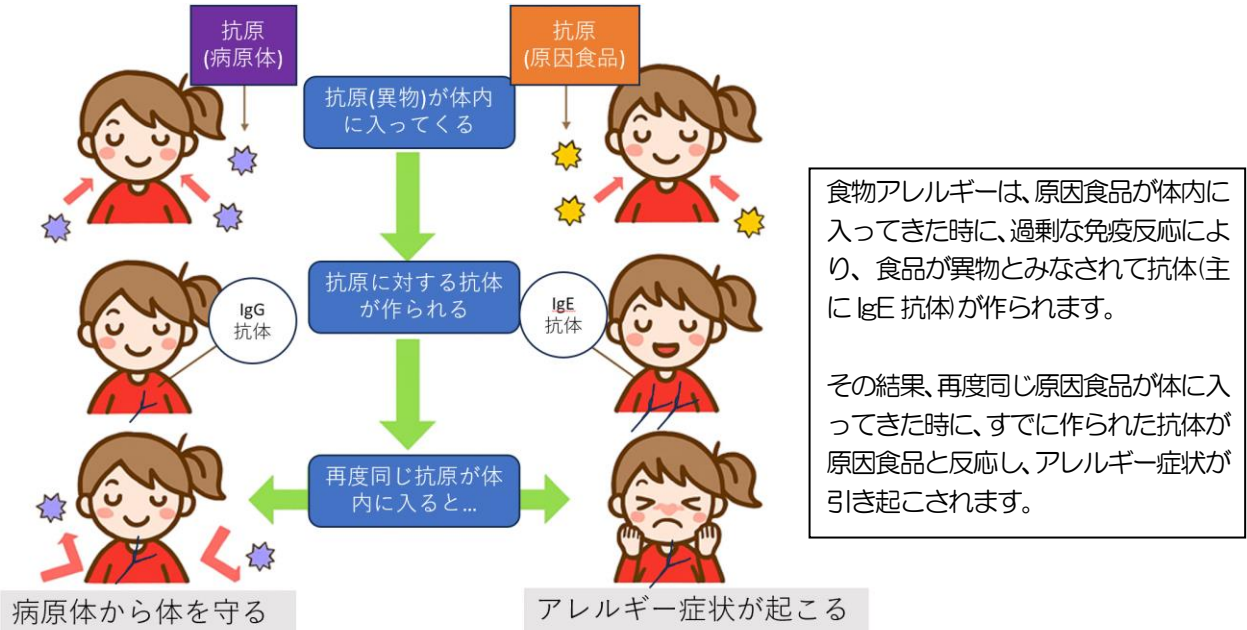 抗原
(病原体)
抗原
(原因食品)
抗原(異物)が体内
に入ってくる
抗原に対する抗体
が作られる
IgG
抗体
IgE
抗体
再度同じ抗原が体
内に入ると…
病原体から体を守る
アレルギー症状が起こる
食物アレルギーは、原因食品が体内に
入ってきた時に、過剰な免疫反応によ
り、食品が異物とみなされて抗体(主
に IgE 抗体)が作られます。
その結果、再度同じ原因食品が体に入
ってきた時に、すでに作られた抗体が
原因食品と反応し、アレルギー症状が
引き起こされます。